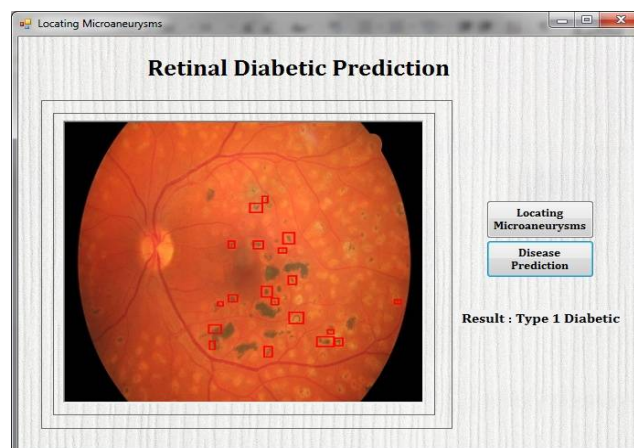 Locating Microaneurysms
Retinal Diabetic Prediction
Locating
Microaneurysms
Disease
Prediction
Result : Type 1 Diabetic